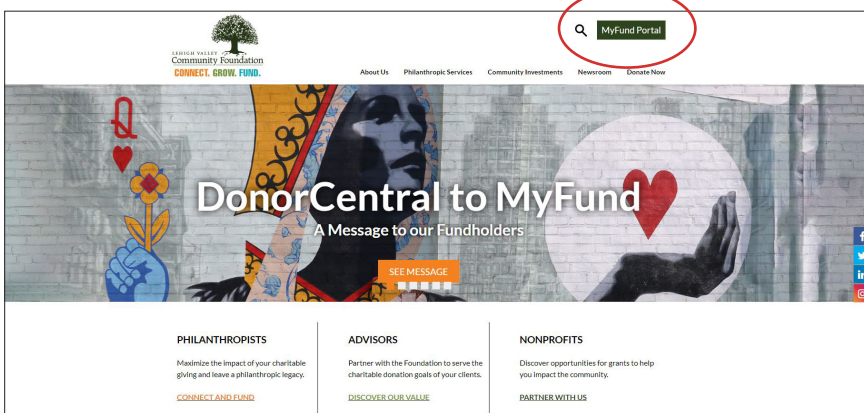 LEHIGH VALLEY
Community Foundation
CONNECT. GROW. FUND.
MyFund Portal
About Us Philanthropic Services Community Investments Newsroom Donate Now
Q
DonorCentral to MyFund
A Message to our Fundholders
SEE MESSAGE
f
in
PHILANTHROPISTS
Maximize the impact of your charitable
giving and leave a philanthropic legacy.
CONNECT AND FUND
ADVISORS
Partner with the Foundation to serve the
charitable donation goals of your clients.
DISCOVER OUR VALUE
NONPROFITS
Discover opportunities for grants to help
you impact the community.
PARTNER WITH US